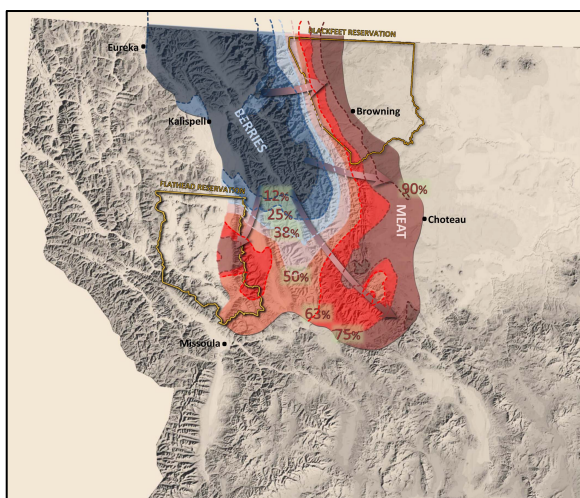 BLACKFEET RESERVATION
Eureka
Browning
Kalispell
BERRIES
FLATHEAD RESERVATION
12%
90%
MEAT
25%
Choteau
38%
50%
63%
75%
Missoula